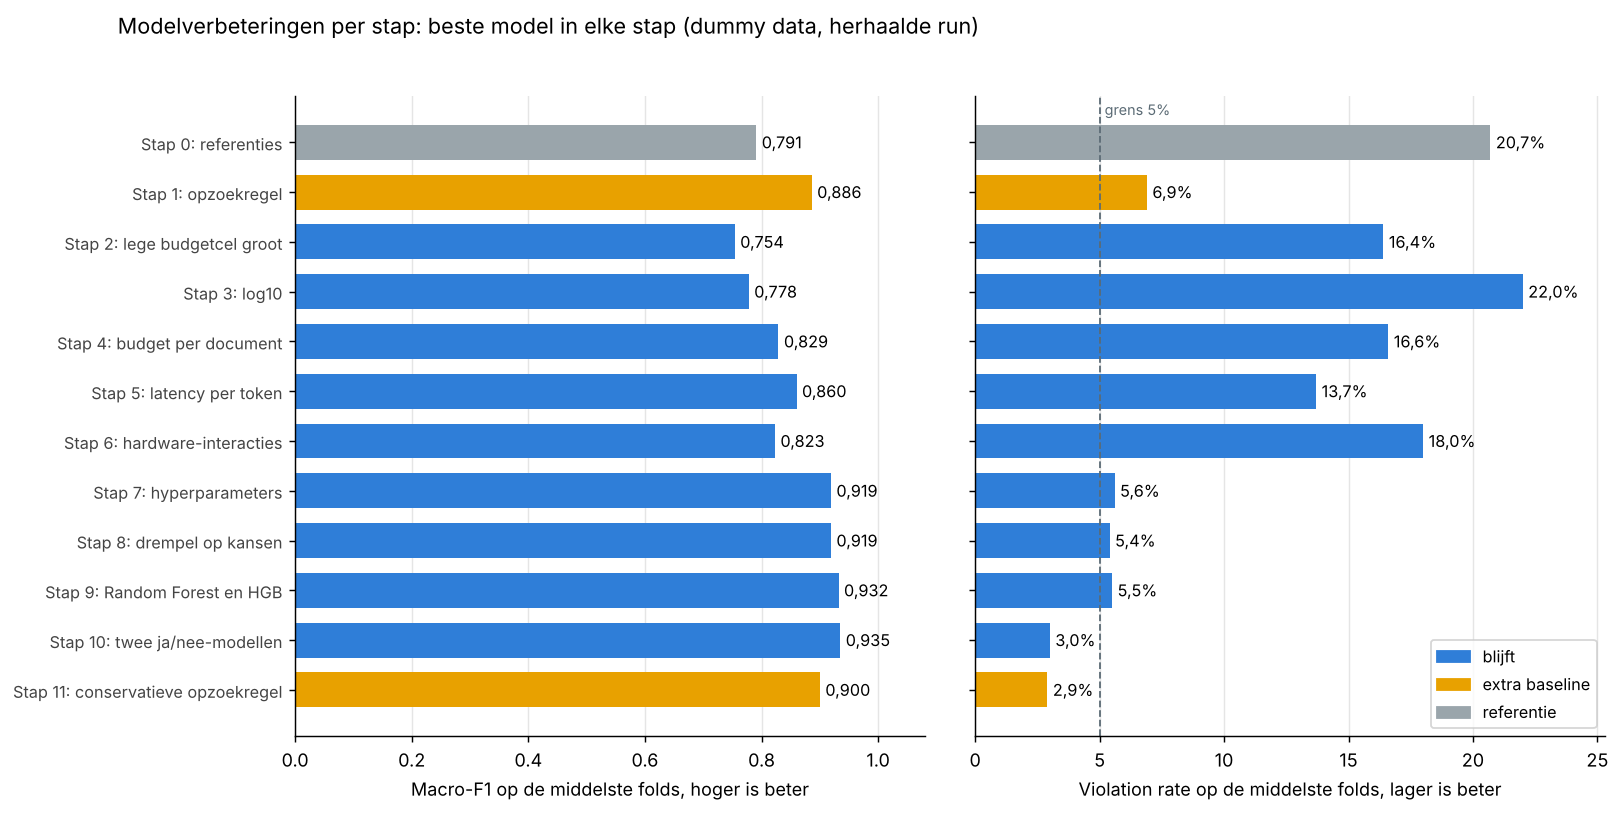 Modelverbeteringen per stap: beste model in elke stap (dummy data, herhaalde run)
grens 5%
Stap 0: referenties 0,791 20,7%
Stap 1: opzoekregel 0,886 6,9%
Stap 2: lege budgetcel groot 0,754 16,4%
Stap 3: log10 0,778 22,0%
Stap 4: budget per document 0,829 16,6%
Stap 5: latency per token 0,860 13,7%
Stap 6: hardware-interacties 0,823 18,0%
Stap 7: hyperparameters 0,919 5,6%
Stap 8: drempel op kansen 0,919 5,4%
Stap 9: Random Forest en HGB 0,932 5,5%
Stap 10: twee ja/nee-modellen 0,935 3,0%
Stap 11: conservatieve opzoekregel 0,900 2,9%
blijft
extra baseline
referentie
0.0 0.2 0.4 0.6 0.8 1.0 0 5 10 15 20 25
Macro-F1 op de middelste folds, hoger is beter
Violation rate op de middelste folds, lager is beter